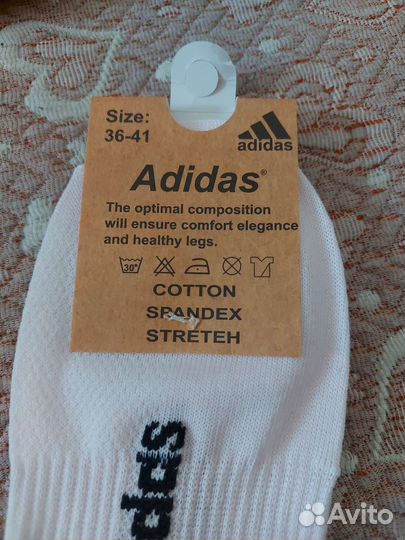 Size:
36-41
adidas
Adidas®
The optimal composition
will ensure comfort elegance
and healthy legs.
30°
COTTON
SPANDEX
STRETEH
das
Avito